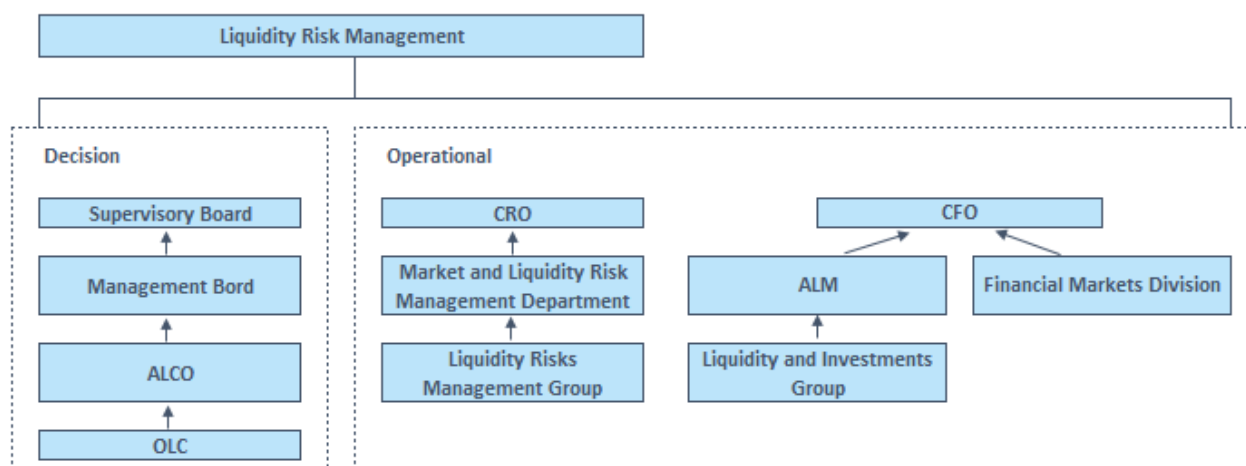 Liquidity Risk Management
Decision
Supervisory Board
Management Bord
ALCO
OLC
Operational
CRO
Market and Liquidity Risk
Management Department
Liquidity Risks
Management Group
CFO
ALM
Financial Markets Division
Liquidity and Investments
Group